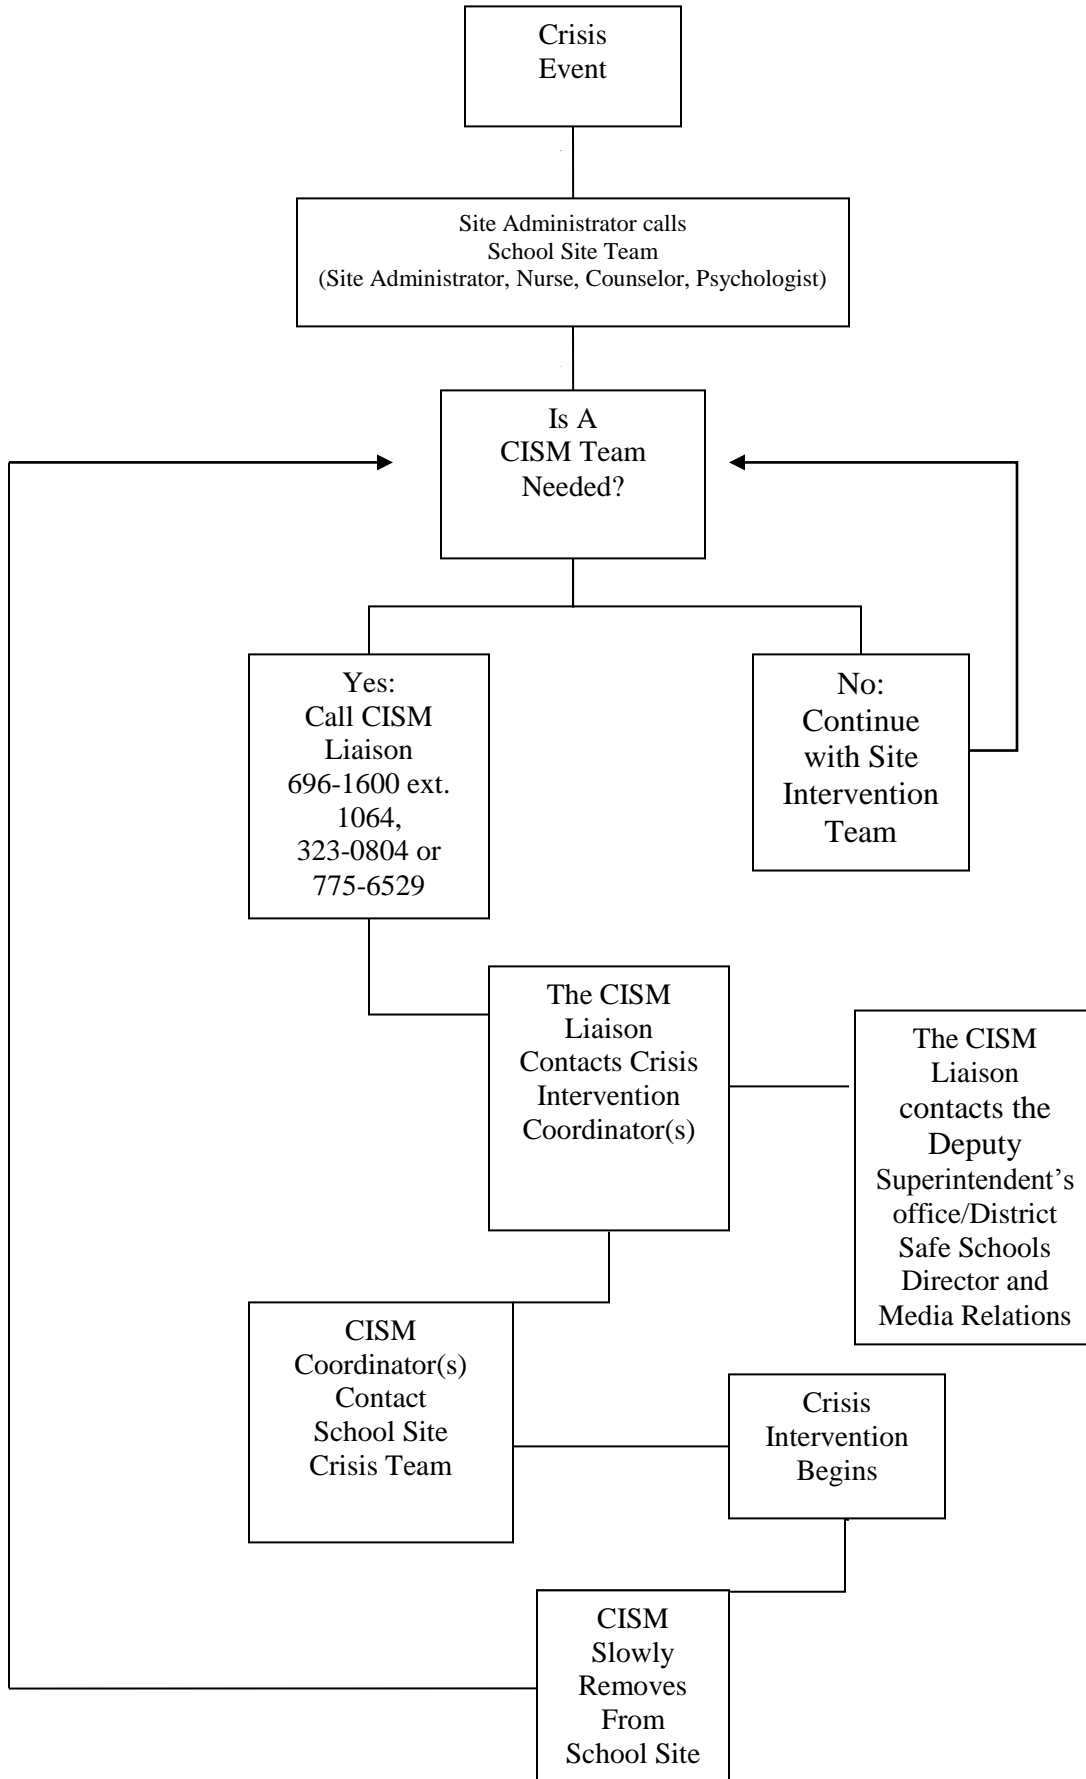 Crisis
Event
Site Administrator calls
School Site Team
(Site Administrator, Nurse, Counselor, Psychologist)
Is A
CISM Team
Needed?
Yes:
Call CISM
Liaison
696-1600 ext.
1064,
323-0804 or
775-6529
No:
Continue
with Site
Intervention
Team
The CISM
Liaison
Contacts Crisis
Intervention
Coordinator(s)
The CISM
Liaison
contacts the
Deputy
Superintendent’s
office/District
Safe Schools
Director and
Media Relations
CISM
Coordinator(s)
Contact
School Site
Crisis Team
Crisis
Intervention
Begins
CISM
Slowly
Removes
From
School Site